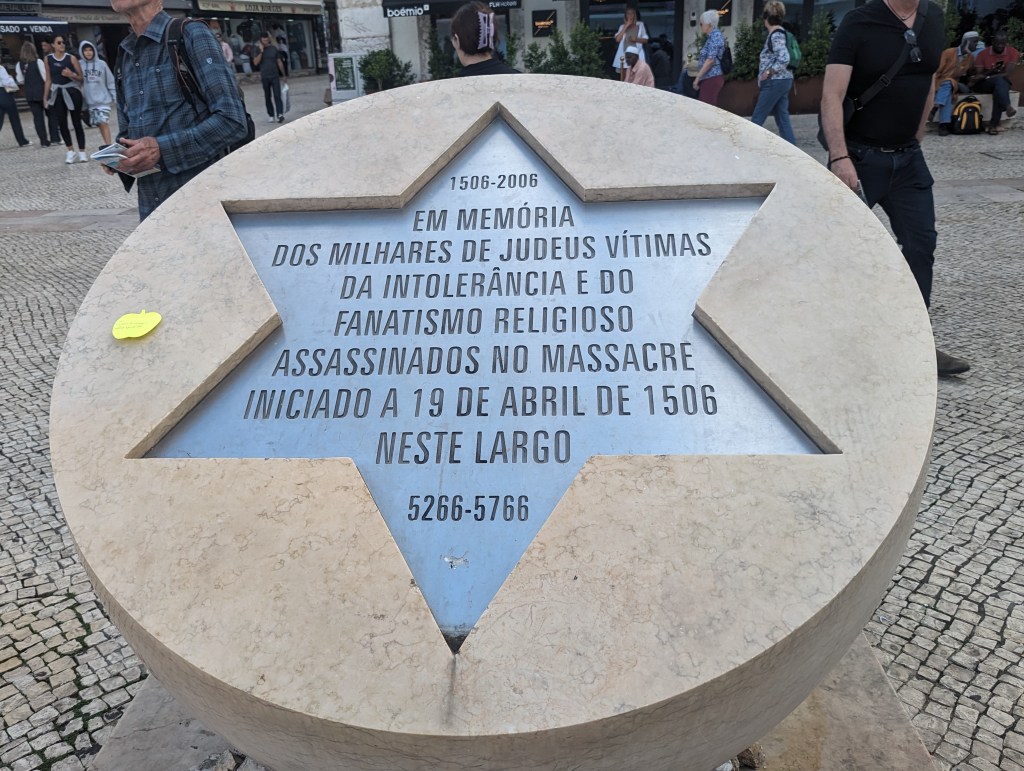 boémio
1506-2006
EM MEMÓRIA
DOS MILHARES DE JUDEUS VÍTIMAS
DA INTOLERÂNCIA E DO
FANATISMO RELIGIOSO
ASSASSINADOS NO MASSACRE
INICIADO A 19 DE ABRIL DE 1506
NESTE LARGO
5266-5766